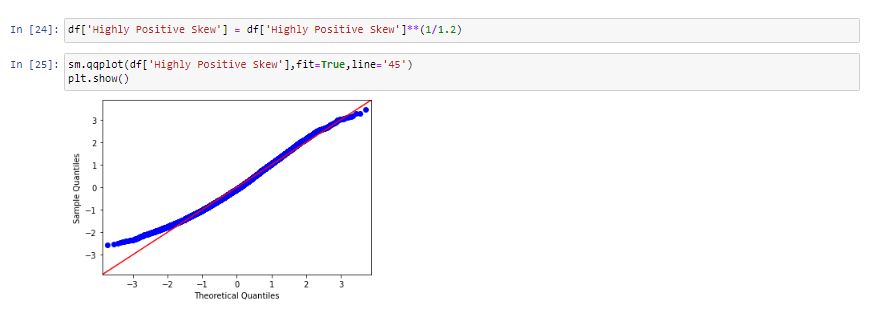 In [24]: df['Highly Positive Skew'] = df['Highly Positive Skew']**(1/1.2)
In [25]: sm.qqplot(df['Highly Positive Skew'],fit=True,line='45')
plt.show()
3
2
1
0
−1
−2
−3
Sample Quantiles
−3 −2 −1 0 1 2 3
Theoretical Quantiles